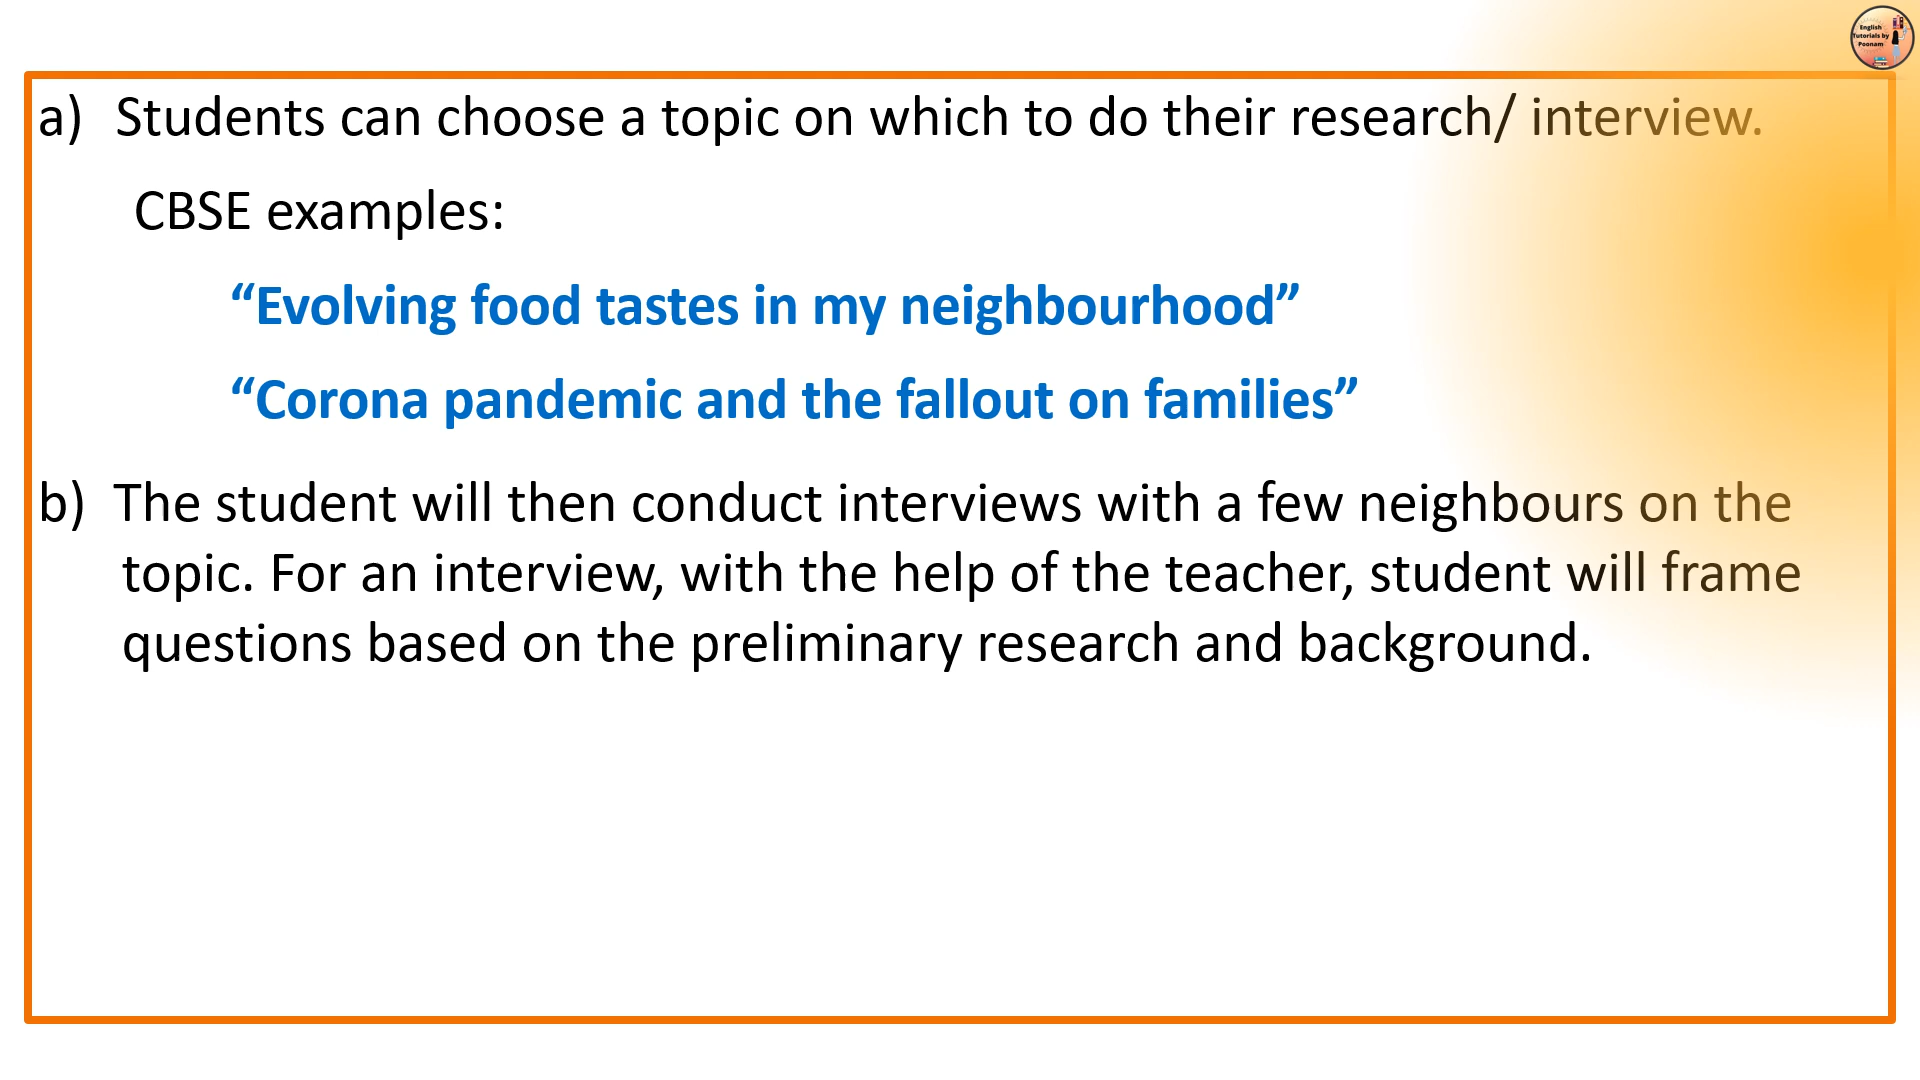 English
Tutorials by
Poonam
a) Students can choose a topic on which to do their research/ interview.
CBSE examples:
“Evolving food tastes in my neighbourhood”
“Corona pandemic and the fallout on families”
b) The student will then conduct interviews with a few neighbours on the
topic. For an interview, with the help of the teacher, student will frame
questions based on the preliminary research and background.